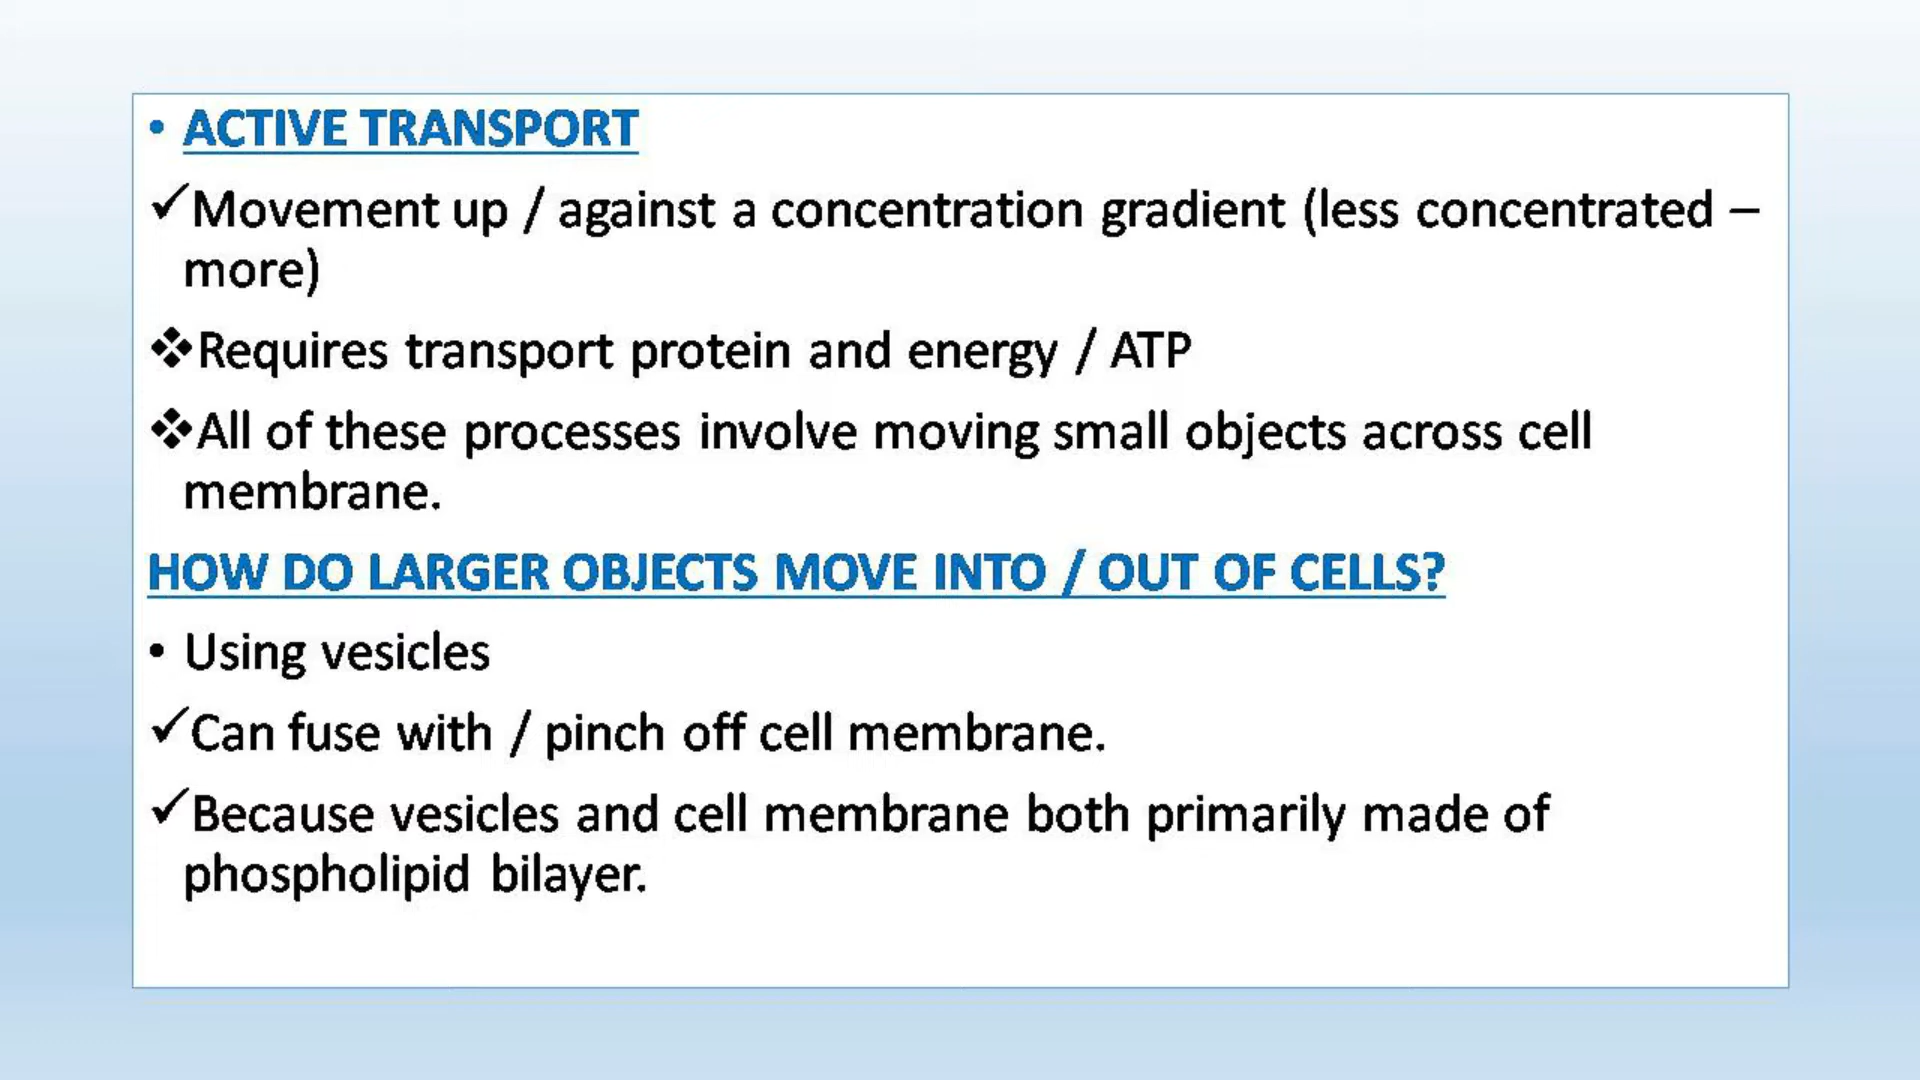 • ACTIVE TRANSPORT
✓Movement up / against a concentration gradient (less concentrated –
more)
❖Requires transport protein and energy / ATP
❖All of these processes involve moving small objects across cell
membrane.
HOW DO LARGER OBJECTS MOVE INTO / OUT OF CELLS?
• Using vesicles
✓Can fuse with / pinch off cell membrane.
✓Because vesicles and cell membrane both primarily made of
phospholipid bilayer.